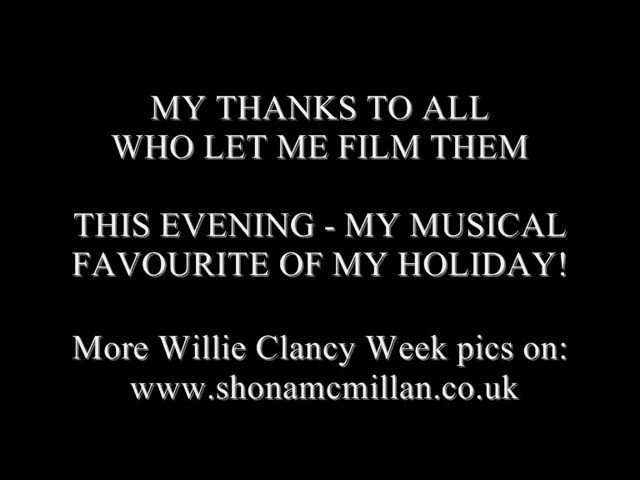 MY THANKS TO ALL
WHO LET ME FILM THEM
THIS EVENING - MY MUSICAL
FAVOURITE OF MY HOLIDAY!
More Willie Clancy Week pics on:
www.shonamcmillan.co.uk